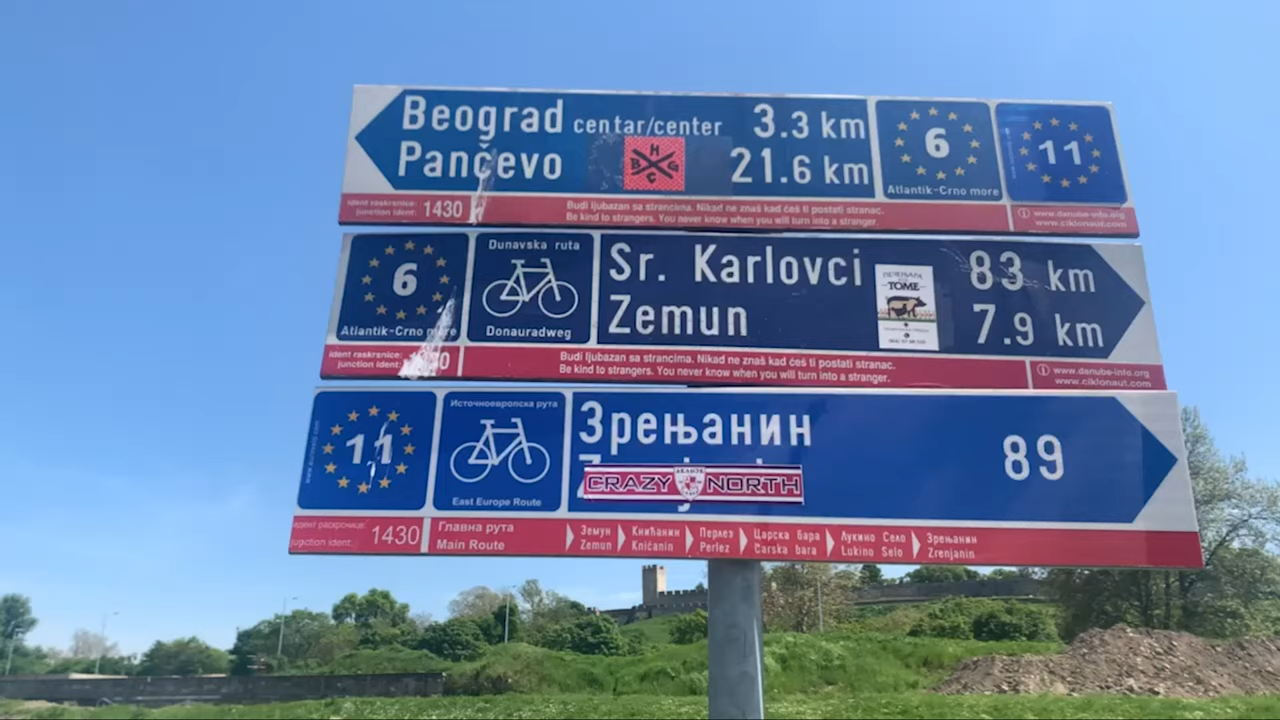 Beograd centar/center 3.3 km
Pančevo 21.6 km
H
B G
C
6
Atlantik-Crno more
11
ident raskrsnice:
junction ident: 1430
Budi ljubazan sa strancima. Nikad ne znaš kad ćeš ti postati stranac.
Be kind to strangers. You never know when you will turn into a stranger.
www.danube-info.org
www.ciklonaut.com
6
Atlantik-Crno more
Dunavska ruta
Donauradweg
Sr. Karlovci 83 km
Zemun 7.9 km
TOME
ident raskrsnice:
junction ident:
Budi ljubazan sa strancima. Nikad ne znaš kad ćeš ti postati stranac.
Be kind to strangers. You never know when you will turn into a stranger.
www.danube-info.org
www.ciklonaut.com
11
Источноевропска рута
East Europe Route
Зрењанин 89
CRAZY NORTH
идент раскрснице:
junction ident: 1430
Главна рута
Main Route
Земун Книћанин Перлез Царска бара Лукино Село Зрењанин
Zemun Knićanin Perlez Carska bara Lukino Selo Zrenjanin